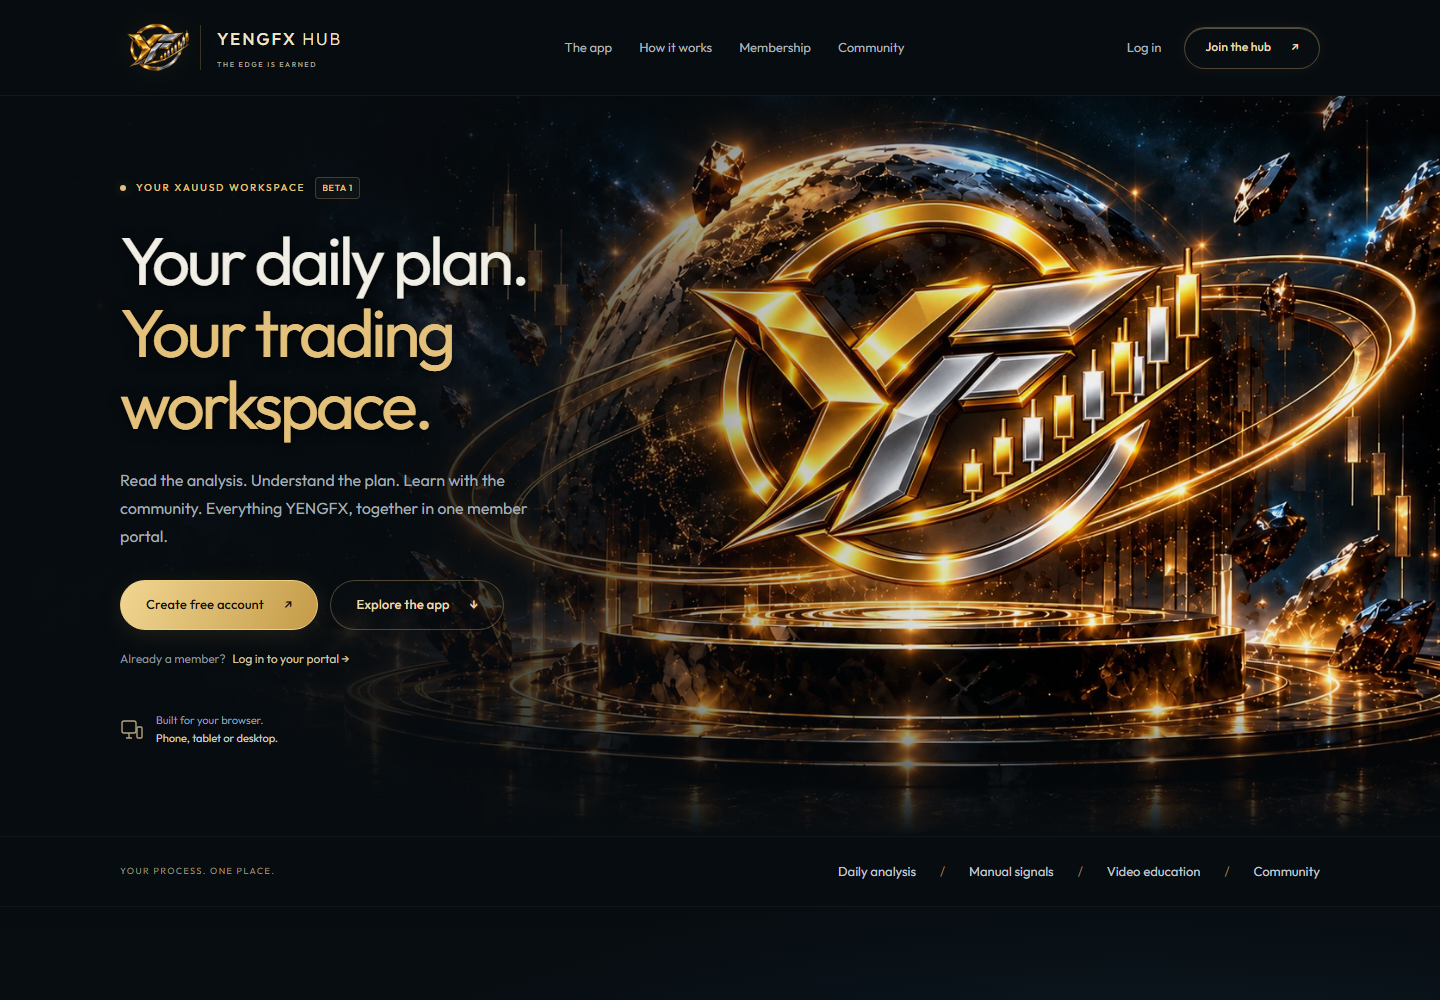 YENGFX HUB
THE EDGE IS EARNED
The app
How it works
Membership
Community
Log in
Join the hub ↗
YOUR XAUUSD WORKSPACE
BETA 1
Your daily plan.
Your trading
workspace.
Read the analysis. Understand the plan. Learn with the
community. Everything YENGFX, together in one member
portal.
Create free account ↗
Explore the app ↓
Already a member? Log in to your portal →
Built for your browser.
Phone, tablet or desktop.
YOUR PROCESS. ONE PLACE.
Daily analysis / Manual signals / Video education / Community